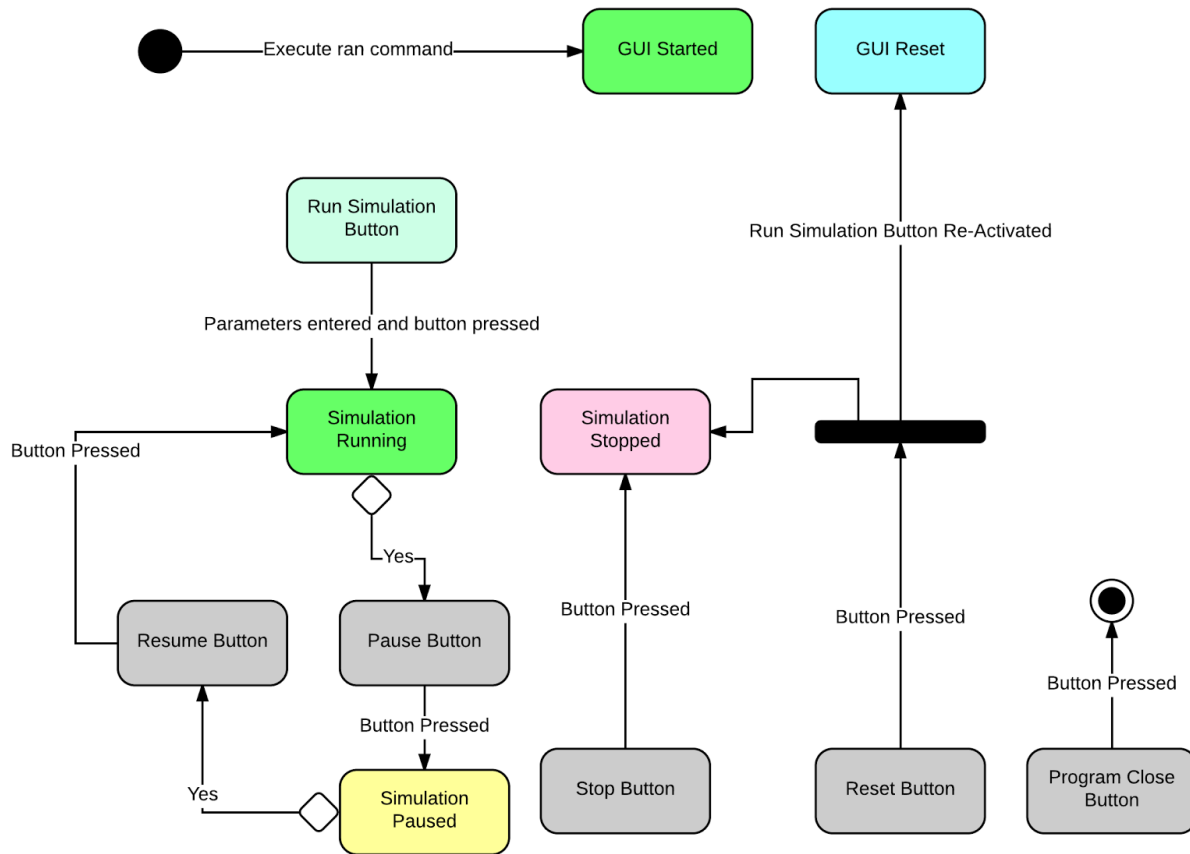 Execute ran command
GUI Started
GUI Reset
Run Simulation
Button
Run Simulation Button Re-Activated
Parameters entered and button pressed
Simulation
Running
Simulation
Stopped
Button Pressed
Yes
Resume Button
Pause Button
Button Pressed
Button Pressed
Button Pressed
Button Pressed
Yes
Simulation
Paused
Stop Button
Reset Button
Program Close
Button